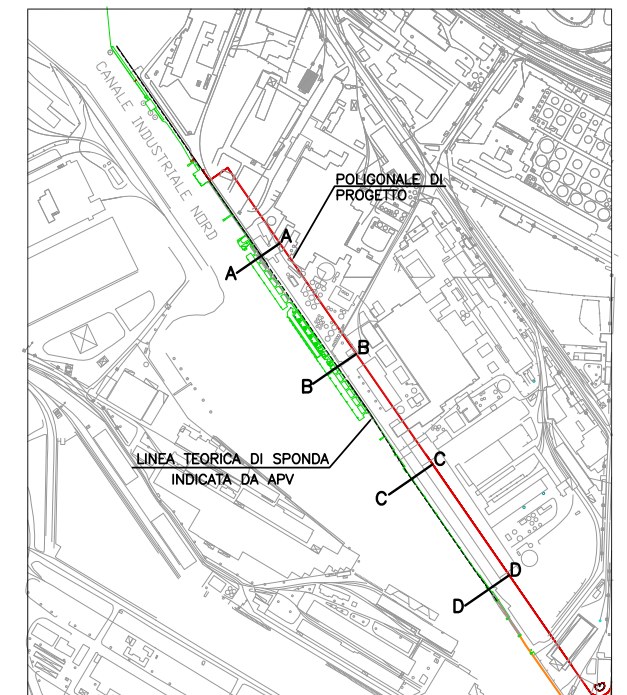 CANALE INDUSTRIALE NORD
POLIGONALE DI
PROGETTO
A
A
B
B
LINEA TEORICA DI SPONDA
INDICATA DA APV
C
C
D
D
G